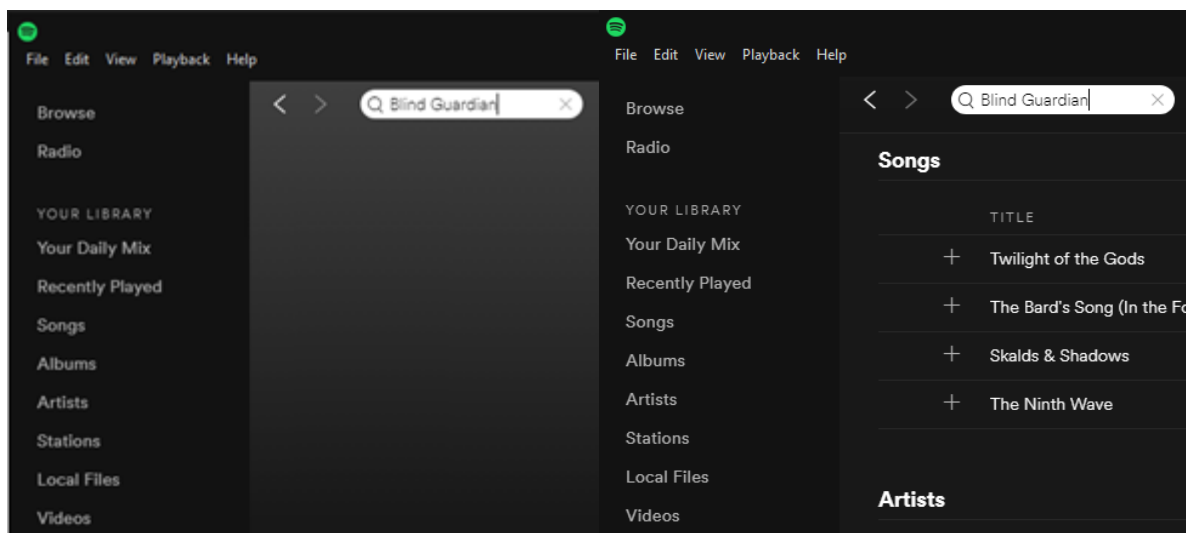 File Edit View Playback Help
Browse
Radio
YOUR LIBRARY
Your Daily Mix
Recently Played
Songs
Albums
Artists
Stations
Local Files
Videos
Blind Guardian
File Edit View Playback Help
Browse
Radio
YOUR LIBRARY
Your Daily Mix
Recently Played
Songs
Albums
Artists
Stations
Local Files
Videos
Blind Guardian
Songs
TITLE
Twilight of the Gods
The Bard's Song (In the Fo
Skalds & Shadows
The Ninth Wave
Artists